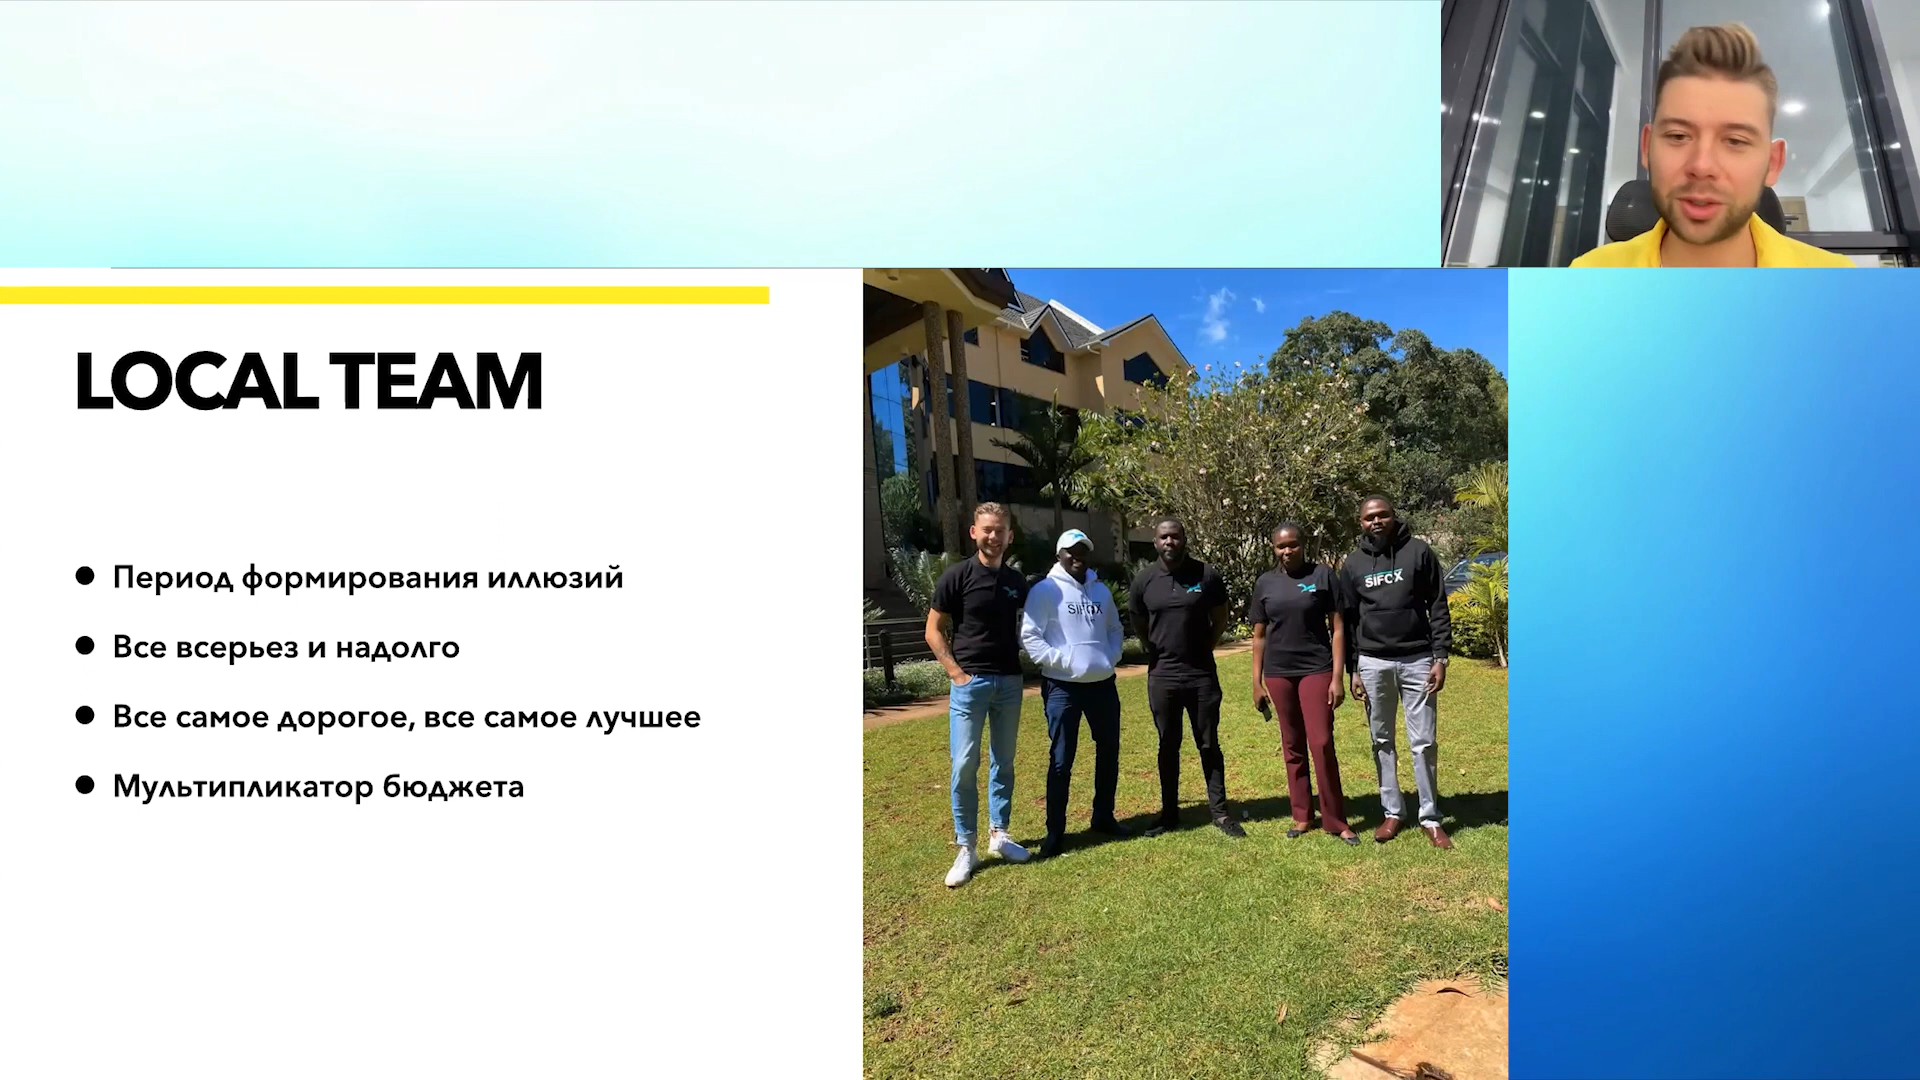 LOCAL TEAM
Период формирования иллюзий
Все всерьез и надолго
Все самое дорогое, все самое лучшее
Мультипликатор бюджета
SIFOX
SIFOX